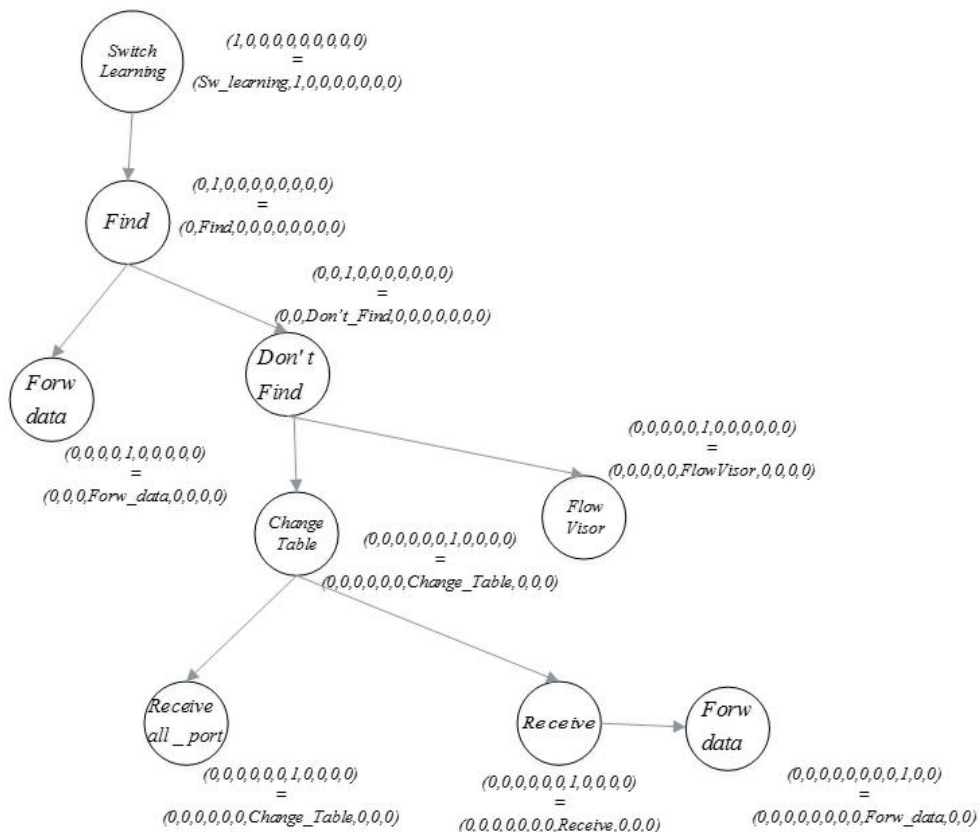 Switch
Learning
(1,0,0,0,0,0,0,0,0,0)
=
(Sw_learning,1,0,0,0,0,0,0,0)
Find
(0,1,0,0,0,0,0,0,0,0)
=
(0,Find,0,0,0,0,0,0,0,0)
(0,0,1,0,0,0,0,0,0,0)
=
(0,0,Don't_Find,0,0,0,0,0,0,0)
Forw
data
(0,0,0,0,1,0,0,0,0,0)
=
(0,0,0,Forw_data,0,0,0,0)
Don't
Find
(0,0,0,0,0,1,0,0,0,0,0,0)
=
(0,0,0,0,0,FlowVisor,0,0,0,0)
Flow
Visor
Change
Table
(0,0,0,0,0,0,1,0,0,0,0)
=
(0,0,0,0,0,0,Change_Table,0,0,0)
Receive
all_port
(0,0,0,0,0,0,1,0,0,0,0)
=
(0,0,0,0,0,0,Change_Table,0,0,0)
Receive
(0,0,0,0,0,0,1,0,0,0,0)
=
(0,0,0,0,0,0,0,Receive,0,0,0)
Forw
data
(0,0,0,0,0,0,0,0,1,0,0)
=
(0,0,0,0,0,0,0,0,Forw_data,0,0)